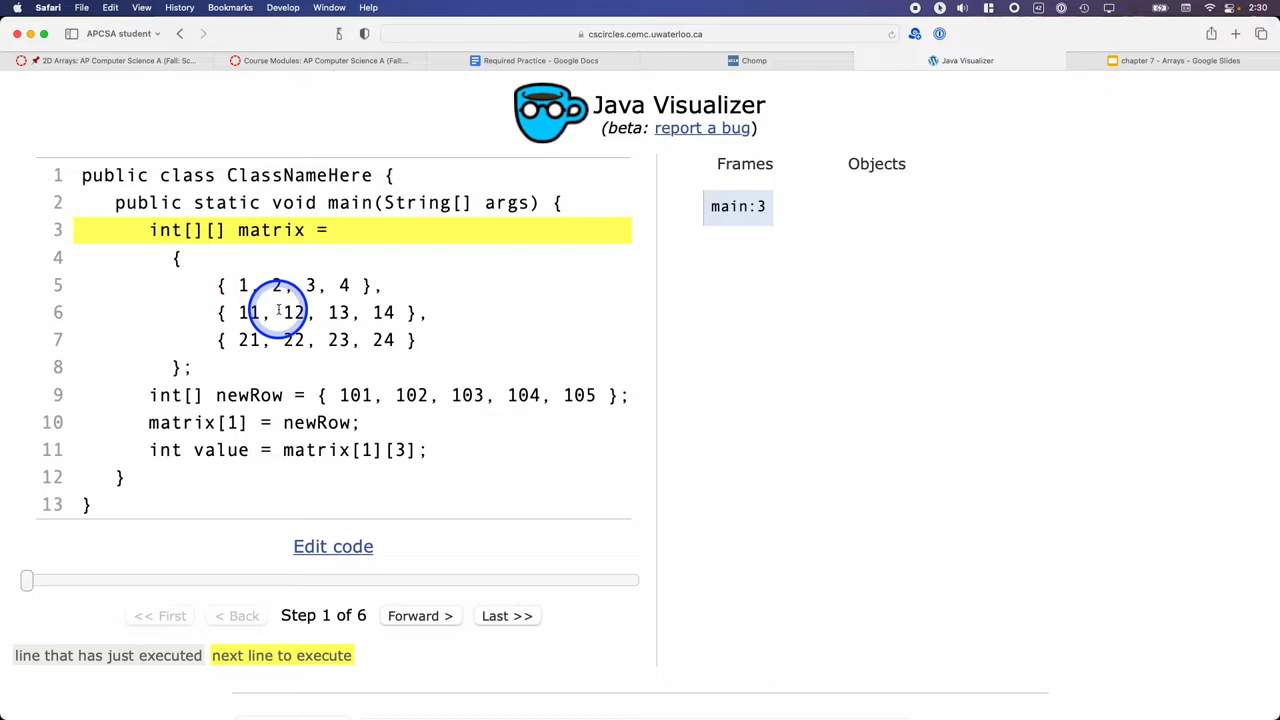 Safari File Edit View History Bookmarks Develop Window Help 2:30
APCSA student cscircles.cemc.uwaterloo.ca
2D Arrays: AP Computer Science A (Fall: Sc... Course Modules: AP Computer Science A (Fall:... Required Practice - Google Docs Chomp Java Visualizer chapter 7 - Arrays - Google Slides
Java Visualizer
(beta: report a bug)
Frames Objects
main:3
1 public class ClassNameHere {
2 public static void main(String[] args) {
3 int[][] matrix =
4 {
5 { 1, 2, 3, 4 },
6 { 11, 12, 13, 14 },
7 { 21, 22, 23, 24 }
8 };
9 int[] newRow = { 101, 102, 103, 104, 105 };
10 matrix[1] = newRow;
11 int value = matrix[1][3];
12 }
13 }
Edit code
<< First < Back Step 1 of 6 Forward > Last >>
line that has just executed next line to execute